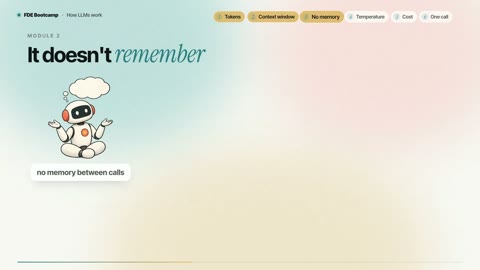 FDE Bootcamp · How LLMs work
Tokens
Context window
No memory
Temperature
Cost
One call
MODULE 2
It doesn't remember
no memory between calls